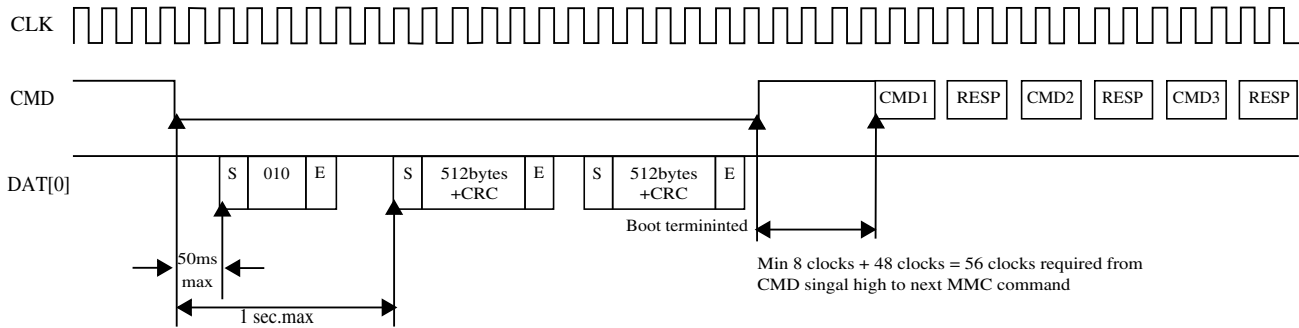 CLK
CMD
CMD1 RESP CMD2 RESP CMD3 RESP
DAT[0]
S 010 E
S 512bytes +CRC E
S 512bytes +CRC E
Boot termininted
50ms
max
1 sec.max
Min 8 clocks + 48 clocks = 56 clocks required from
CMD singal high to next MMC command